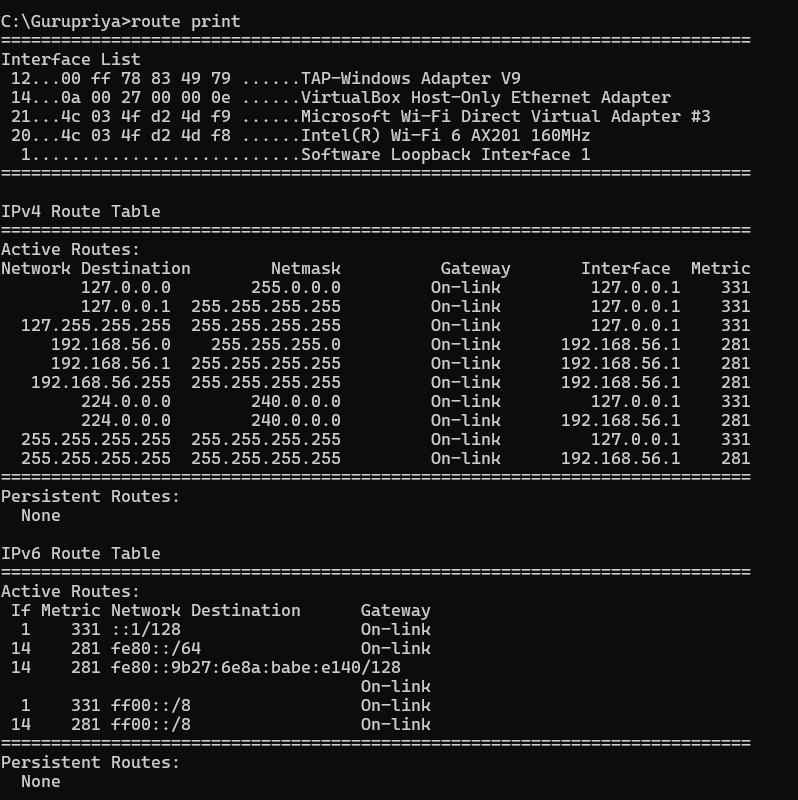 C:\Gurupriya>route print
===========================================================================
Interface List
 12...00 ff 78 83 49 79 ......TAP-Windows Adapter V9
 14...0a 00 27 00 00 0e ......VirtualBox Host-Only Ethernet Adapter
 21...4c 03 4f d2 4d f9 ......Microsoft Wi-Fi Direct Virtual Adapter #3
 20...4c 03 4f d2 4d f8 ......Intel(R) Wi-Fi 6 AX201 160MHz
  1...........................Software Loopback Interface 1
===========================================================================

IPv4 Route Table
===========================================================================
Active Routes:
Network Destination        Netmask          Gateway       Interface  Metric
        127.0.0.0        255.0.0.0         On-link         127.0.0.1    331
        127.0.0.1  255.255.255.255         On-link         127.0.0.1    331
  127.255.255.255  255.255.255.255         On-link         127.0.0.1    331
     192.168.56.0    255.255.255.0         On-link      192.168.56.1    281
     192.168.56.1  255.255.255.255         On-link      192.168.56.1    281
   192.168.56.255  255.255.255.255         On-link      192.168.56.1    281
        224.0.0.0        240.0.0.0         On-link         127.0.0.1    331
        224.0.0.0        240.0.0.0         On-link      192.168.56.1    281
  255.255.255.255  255.255.255.255         On-link         127.0.0.1    331
  255.255.255.255  255.255.255.255         On-link      192.168.56.1    281
===========================================================================
Persistent Routes:
  None

IPv6 Route Table
===========================================================================
Active Routes:
 If Metric Network Destination      Gateway
  1    331 ::1/128                  On-link
 14    281 fe80::/64                On-link
 14    281 fe80::9b27:6e8a:babe:e140/128
                                    On-link
  1    331 ff00::/8                 On-link
 14    281 ff00::/8                 On-link
===========================================================================
Persistent Routes:
  None